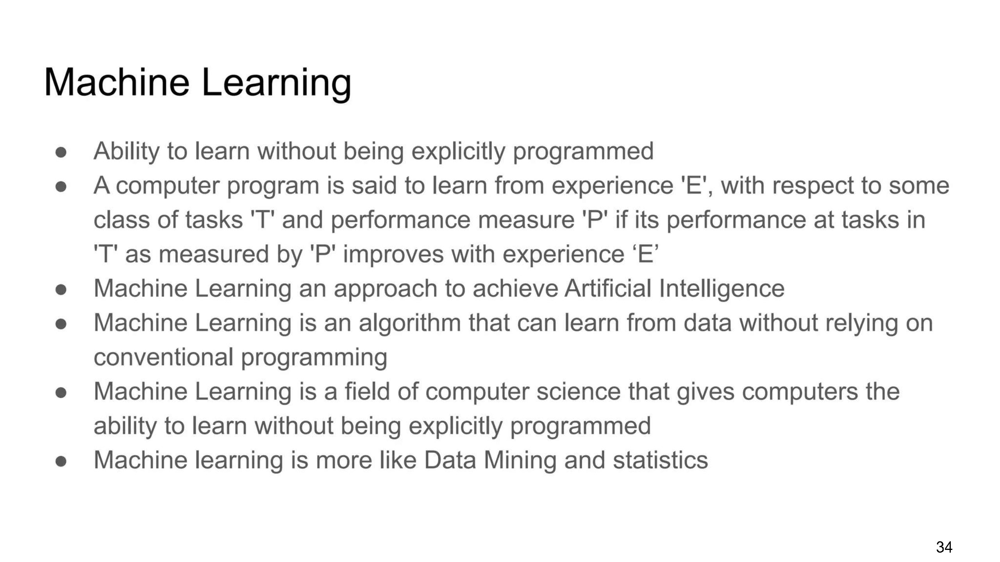 Machine Learning
● Ability to learn without being explicitly programmed
● A computer program is said to learn from experience 'E', with respect to some
class of tasks 'T' and performance measure 'P' if its performance at tasks in
'T' as measured by 'P' improves with experience ‘E’
● Machine Learning an approach to achieve Artificial Intelligence
● Machine Learning is an algorithm that can learn from data without relying on
conventional programming
● Machine Learning is a field of computer science that gives computers the
ability to learn without being explicitly programmed
● Machine learning is more like Data Mining and statistics
34